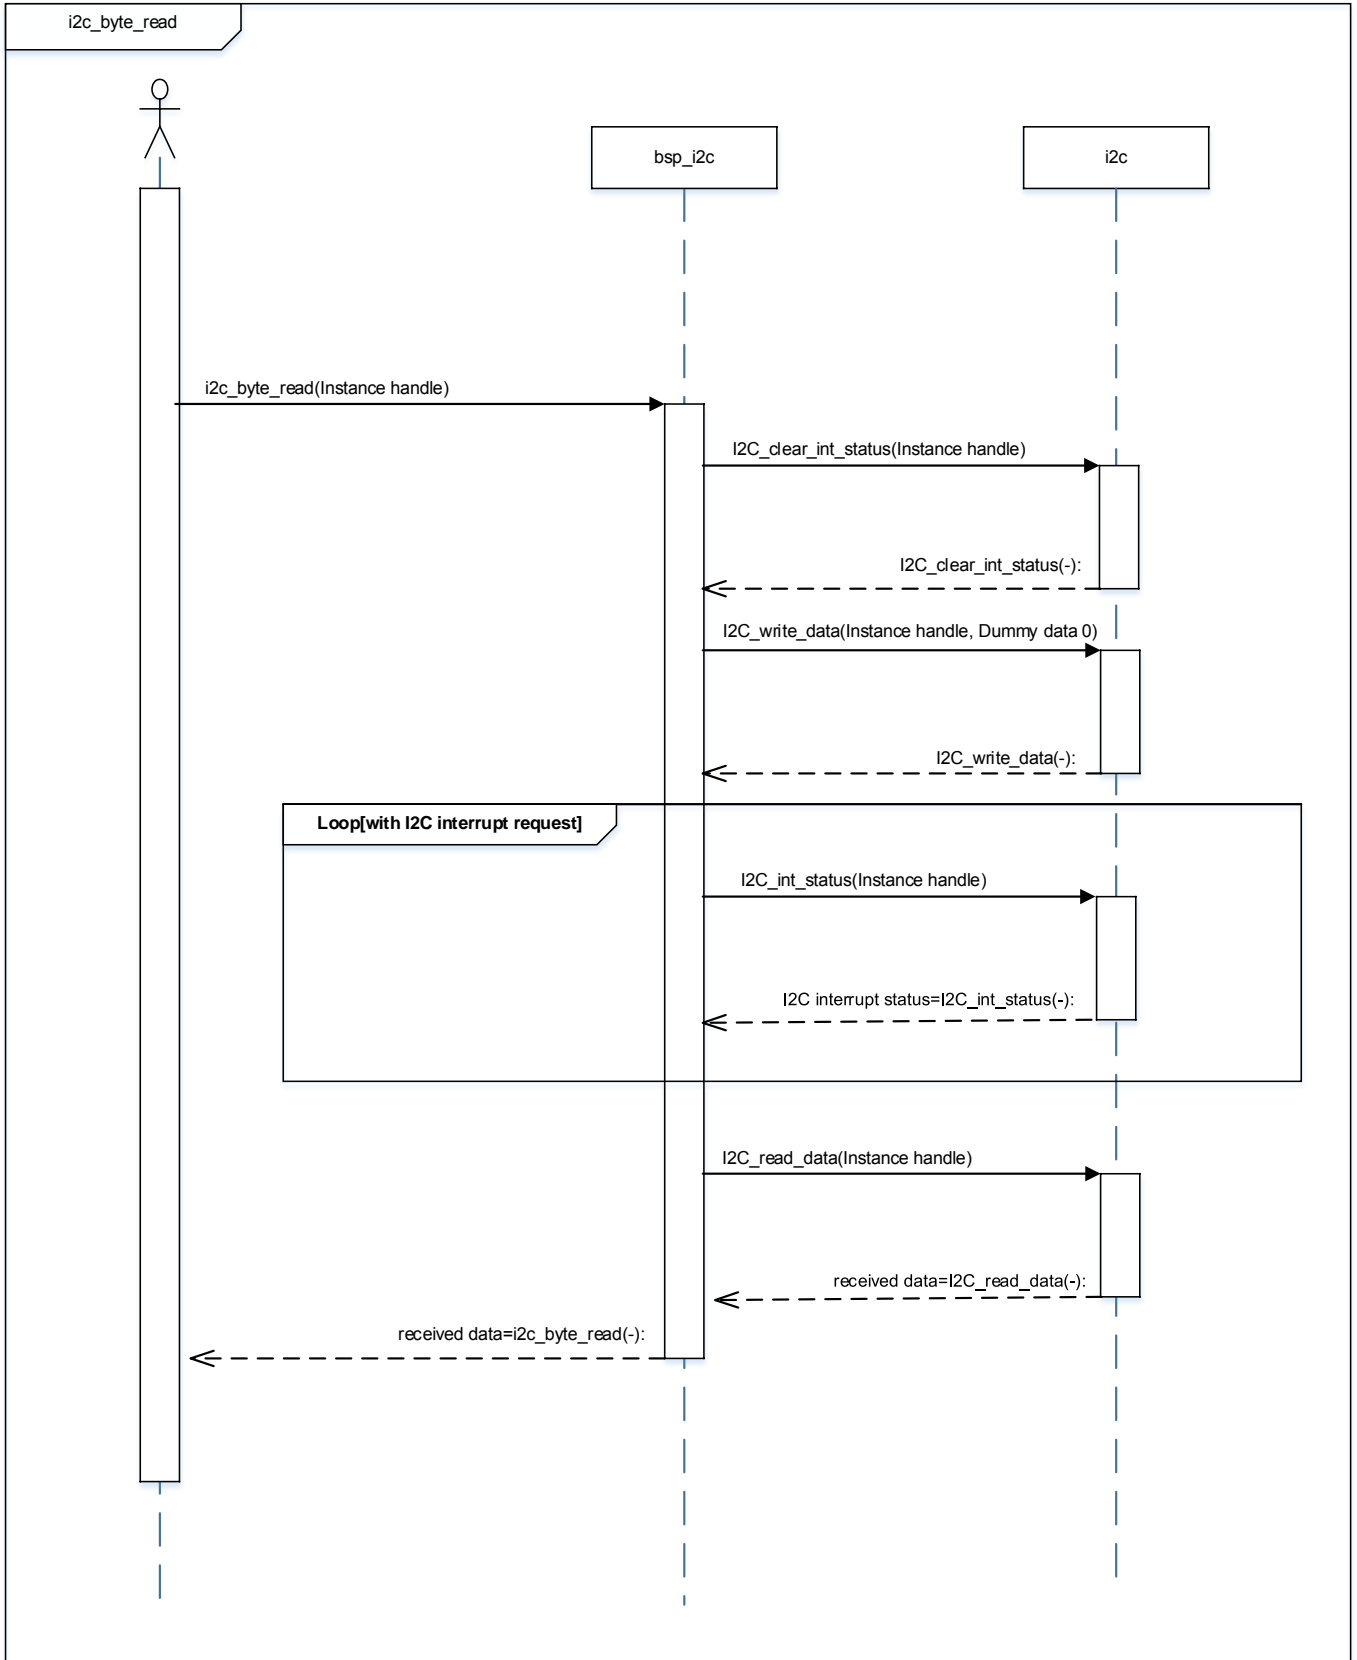 i2c_byte_read
bsp_i2c
i2c
i2c_byte_read(Instance handle)
I2C_clear_int_status(Instance handle)
I2C_clear_int_status(-):
I2C_write_data(Instance handle, Dummy data 0)
I2C_write_data(-):
Loop[with I2C interrupt request]
I2C_int_status(Instance handle)
I2C interrupt status=I2C_int_status(-):
I2C_read_data(Instance handle)
received data=I2C_read_data(-):
received data=i2c_byte_read(-):